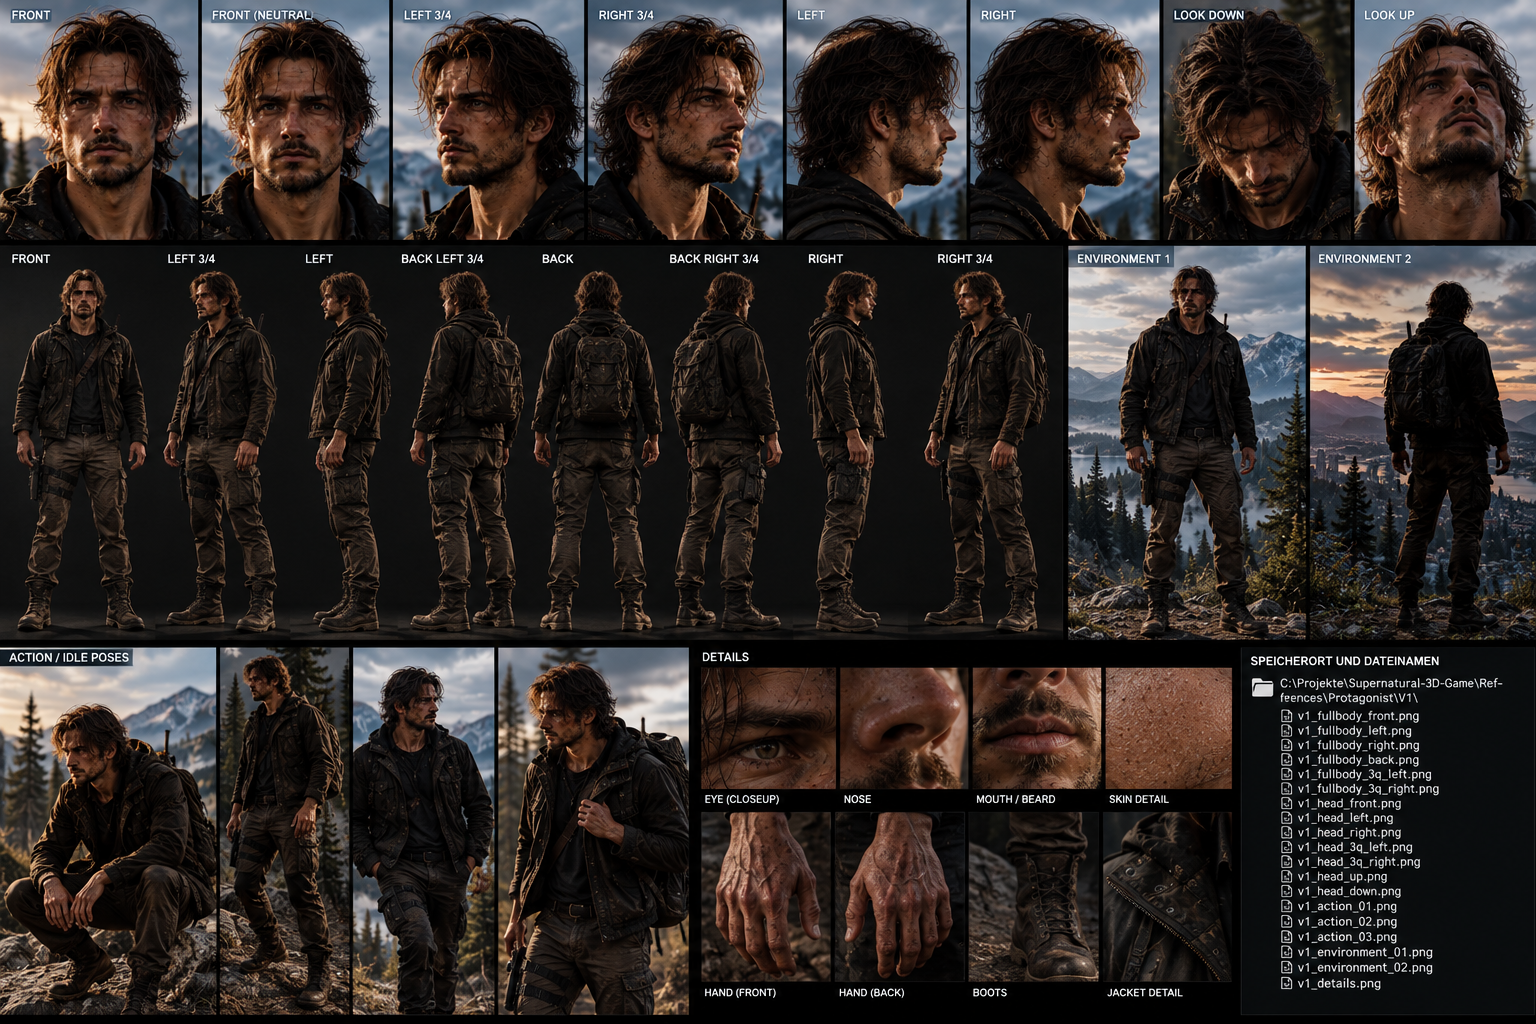 FRONT
FRONT (NEUTRAL)
LEFT 3/4
RIGHT 3/4
LEFT
RIGHT
LOOK DOWN
LOOK UP
FRONT
LEFT 3/4
LEFT
BACK LEFT 3/4
BACK
BACK RIGHT 3/4
RIGHT
RIGHT 3/4
ENVIRONMENT 1
ENVIRONMENT 2
ACTION / IDLE POSES
DETAILS
EYE (CLOSEUP)
NOSE
MOUTH / BEARD
SKIN DETAIL
HAND (FRONT)
HAND (BACK)
BOOTS
JACKET DETAIL
SPEICHERORT UND DATEINAMEN
C:\Projekte\Supernatural-3D-Game\Ref-
feences\Protagonist\V1\
v1_fullbody_front.png
v1_fullbody_left.png
v1_fullbody_right.png
v1_fullbody_back.png
v1_fullbody_3q_left.png
v1_fullbody_3q_right.png
v1_head_front.png
v1_head_left.png
v1_head_right.png
v1_head_3q_left.png
v1_head_3q_right.png
v1_head_up.png
v1_head_down.png
v1_action_01.png
v1_action_02.png
v1_action_03.png
v1_environment_01.png
v1_environment_02.png
v1_details.png